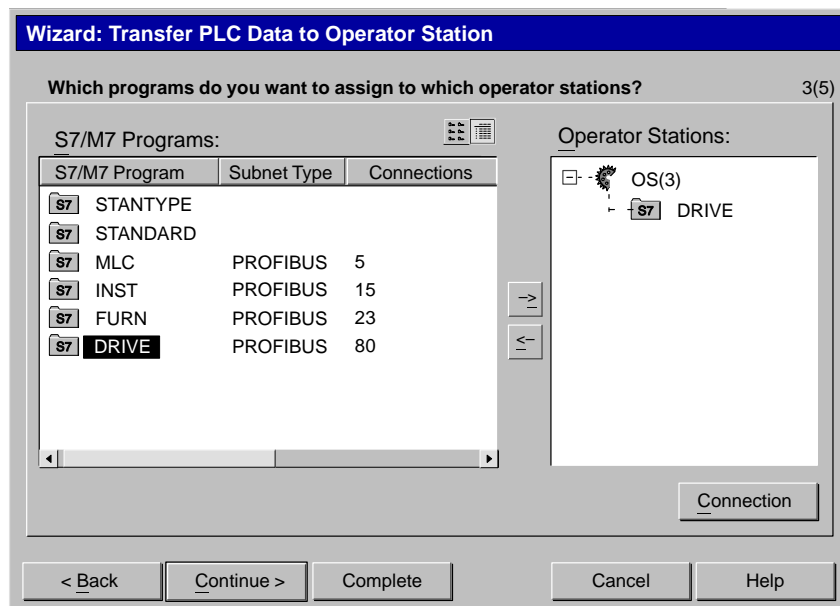 Wizard: Transfer PLC Data to Operator Station
Which programs do you want to assign to which operator stations? 3(5)
S7/M7 Programs: Operator Stations:
S7/M7 Program Subnet Type Connections
S7 STANTYPE
S7 STANDARD
S7 MLC PROFIBUS 5
S7 INST PROFIBUS 15
S7 FURN PROFIBUS 23
S7 DRIVE PROFIBUS 80
–>
<–
OS(3)
S7 DRIVE
Connection
< Back Continue > Complete Cancel Help